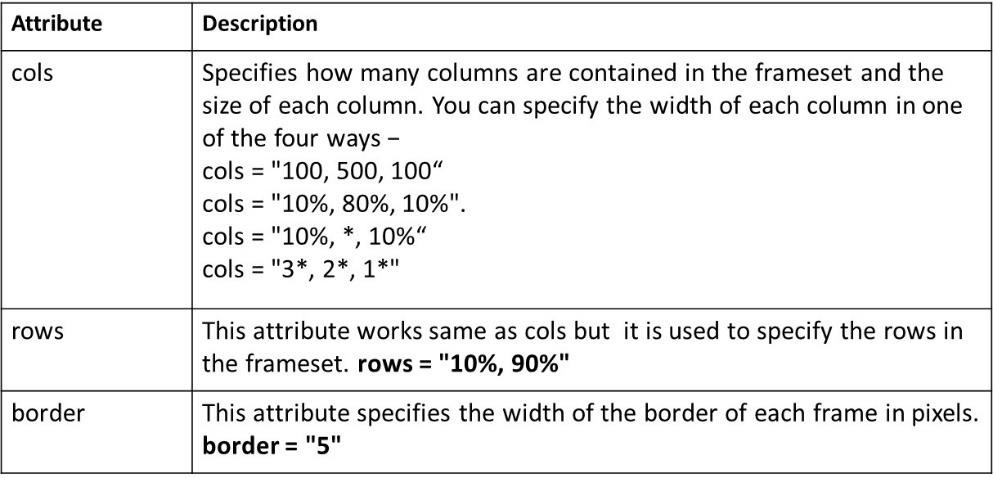 Attribute Description
cols Specifies how many columns are contained in the frameset and the
size of each column. You can specify the width of each column in one
of the four ways –
cols = "100, 500, 100“
cols = "10%, 80%, 10%".
cols = "10%, *, 10%“
cols = "3*, 2*, 1*"
rows This attribute works same as cols but  it is used to specify the rows in
the frameset. rows = "10%, 90%"
border This attribute specifies the width of the border of each frame in pixels.
border = "5"